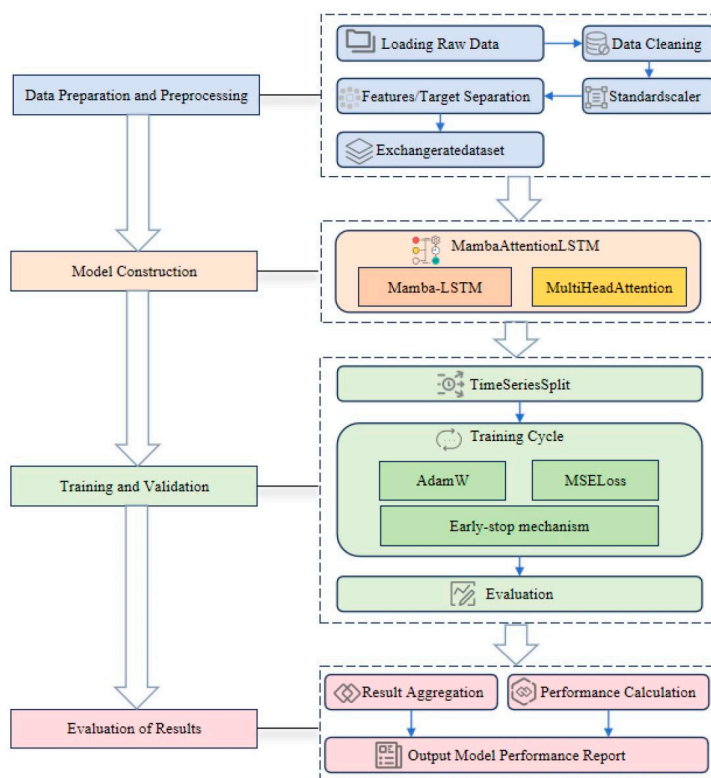 Loading Raw Data
Data Cleaning
Data Preparation and Preprocessing
Features/Target Separation
Standardscaler
Exchangeratedataset
MambaAttentionLSTM
Model Construction
Mamba-LSTM
MultiHeadAttention
TimeSeriesSplit
Training Cycle
Training and Validation
AdamW
MSELoss
Early-stop mechanism
Evaluation
Result Aggregation
Performance Calculation
Evaluation of Results
Output Model Performance Report